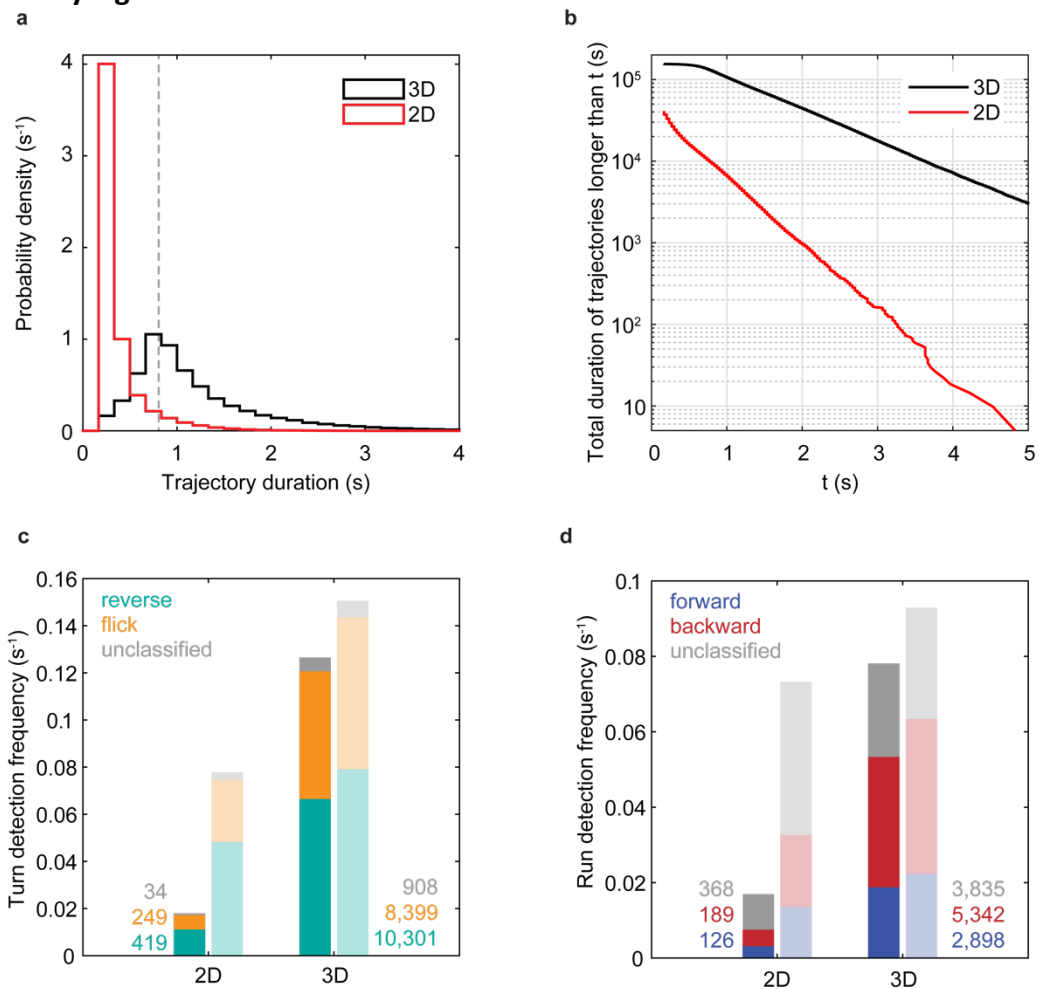 a
Probability density (s⁻¹)
4
3
2
1
0
3D
2D
0 1 2 3 4
Trajectory duration (s)
b
Total duration of trajectories longer than t (s)
10⁵
10⁴
10³
10²
10
3D
2D
0 1 2 3 4 5
t (s)
c
Turn detection frequency (s⁻¹)
0.16
0.14
0.12
0.1
0.08
0.06
0.04
0.02
0
reverse
flick
unclassified
34
249
419
908
8,399
10,301
2D 3D
d
Run detection frequency (s⁻¹)
0.1
0.08
0.06
0.04
0.02
0
forward
backward
unclassified
368
189
126
3,835
5,342
2,898
2D 3D